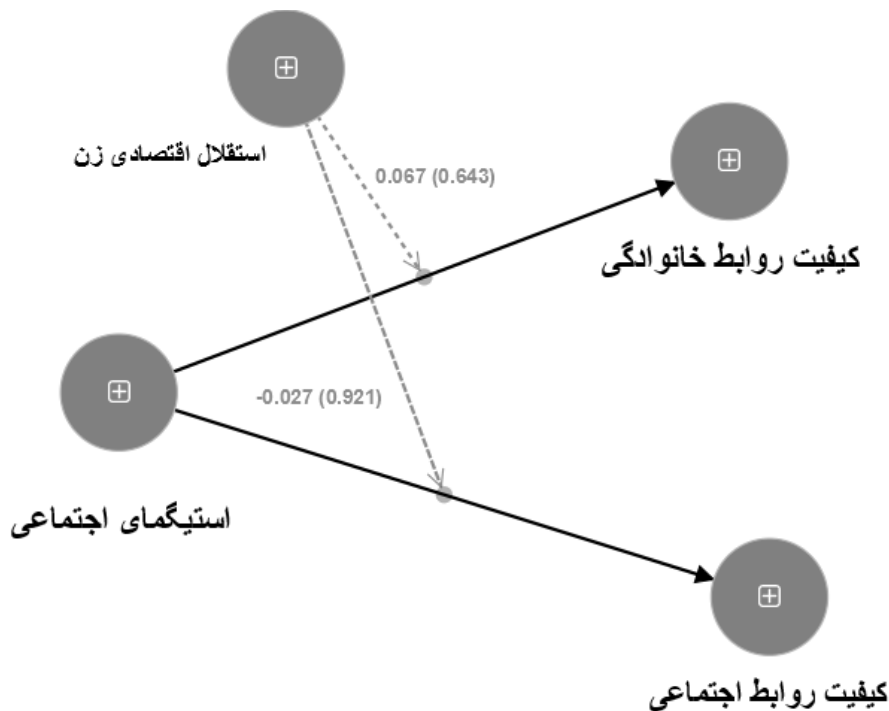 استقلال اقتصادی زن
0.067 (0.643)
کیفیت روابط خانوادگی
-0.027 (0.921)
استیگمای اجتماعی
کیفیت روابط اجتماعی